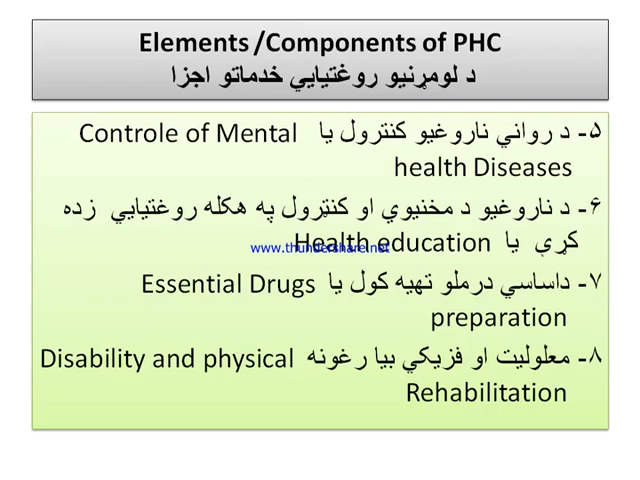 Elements /Components of PHC
د لومړنیو روغتیایي خدماتو اجزا
۵- د رواني ناروغیو کنترول یا Controle of Mental
health Diseases
۶- د ناروغیو د مخنیوي او کنټرول په هکله روغتیایي زده
کړې یا Health education
www.thundershare.net
۷- داساسي درملو تهیه کول یا Essential Drugs
preparation
۸- معلولیت او فزیکي بیا رغونه Disability and physical
Rehabilitation